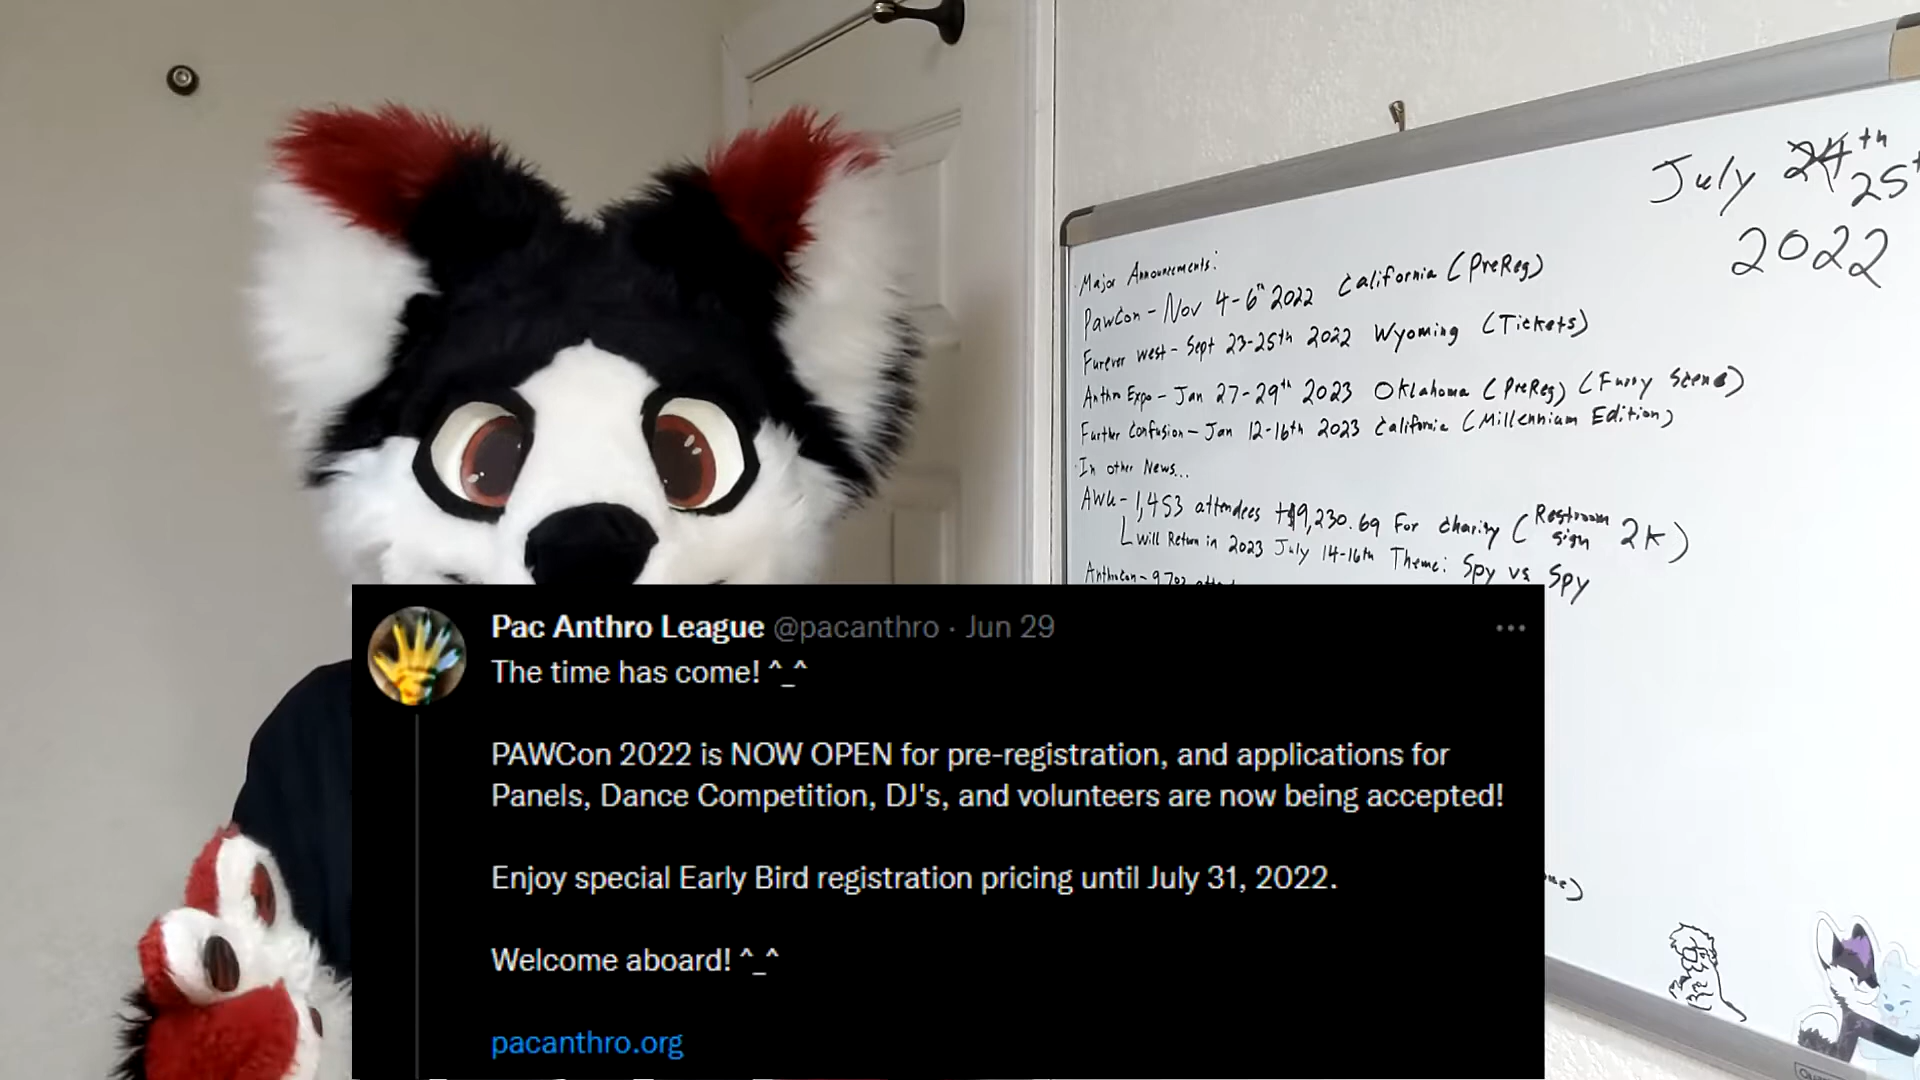 July 24th 25
2022
Major Announcements:
PawCon - Nov 4-6th 2022 California (PreReg)
Furever West - Sept 23-25th 2022 Wyoming (Tickets)
Anthro Expo - Jan 27-29th 2023 Oklahoma (PreReg) (Furry Scene)
Further Confusion - Jan 12-16th 2023 California (Millennium Edition)
In other News...
AWU - 1,453 attendees + $9,230.69 For charity (Restroom Sign 2K)
Will Return in 2023 July 14-16th Theme: Spy vs Spy
Anthrocon - 9,702
Pac Anthro League @pacanthro · Jun 29
The time has come! ^_^
PAWCon 2022 is NOW OPEN for pre-registration, and applications for
Panels, Dance Competition, DJ's, and volunteers are now being accepted!
Enjoy special Early Bird registration pricing until July 31, 2022.
Welcome aboard! ^_^
pacanthro.org